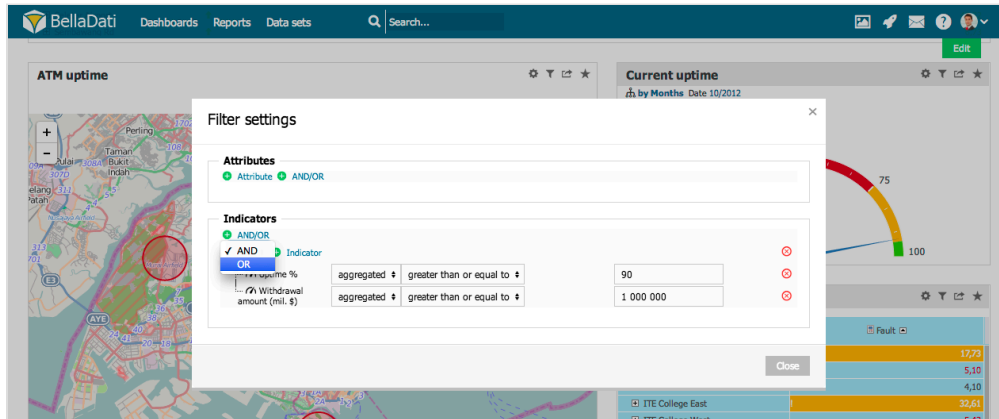 BellaDati Dashboards Reports Data sets Search...
Edit
ATM uptime
Current uptime
by Months Date 10/2012
Filter settings
Attributes
Attribute AND/OR
Indicators
AND/OR
✓ AND
OR
Indicator
Uptime % aggregated greater than or equal to 90
Withdrawal
amount (mil. $) aggregated greater than or equal to 1 000 000
Close
+
−
Perling
Taman
Bukit
Indah
75
100
Fault
17,73
5,10
4,10
ITE College East 32,61
AYE